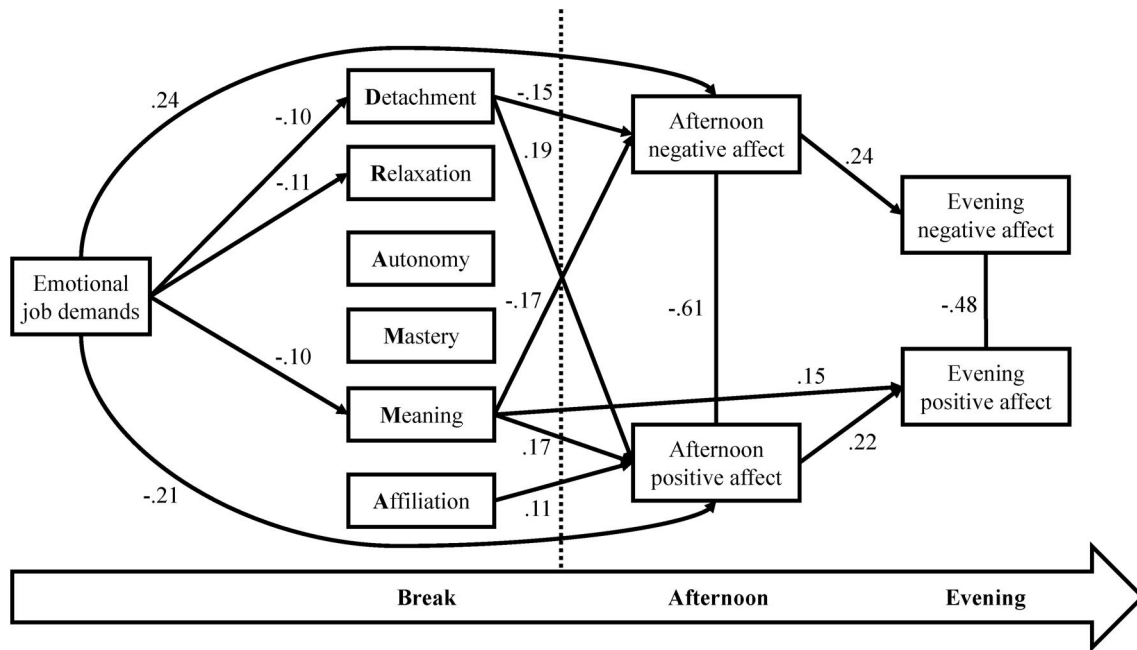 .24
-.10
-.11
-.10
-.21
Emotional
job demands
Detachment
Relaxation
Autonomy
Mastery
Meaning
Affiliation
-.15
.19
-.17
.17
.11
Afternoon
negative affect
-.61
Afternoon
positive affect
.24
.15
.22
Evening
negative affect
-.48
Evening
positive affect
Break
Afternoon
Evening